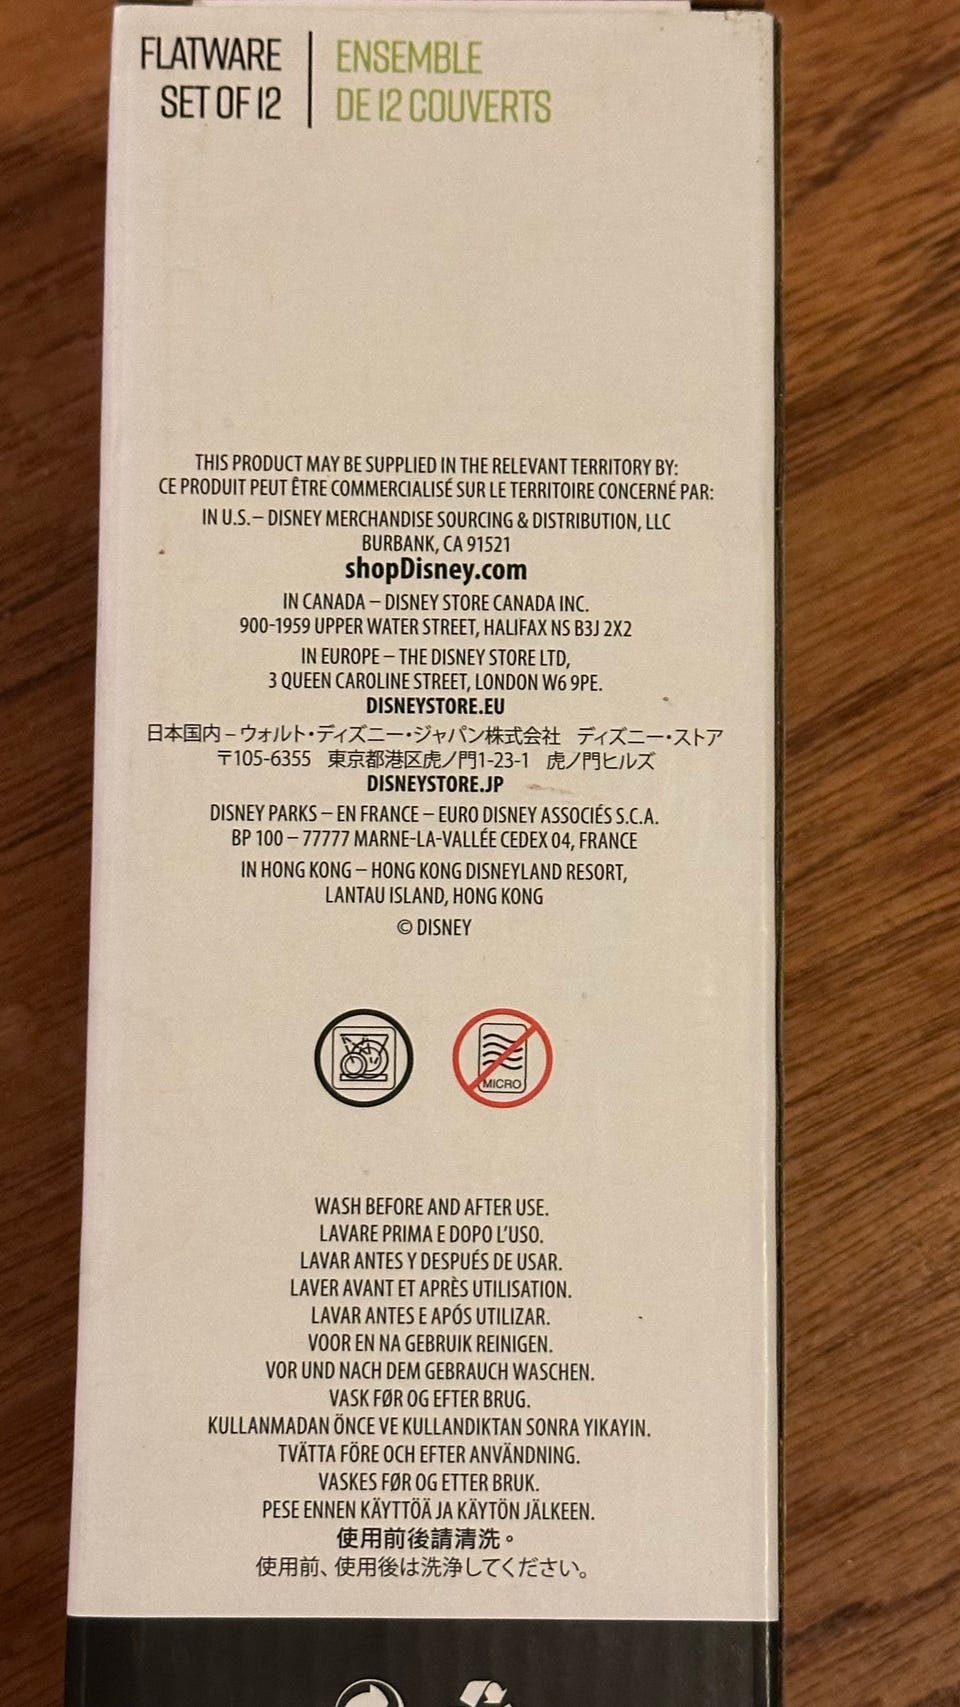 FLATWARE
SET OF 12
ENSEMBLE
DE 12 COUVERTS
THIS PRODUCT MAY BE SUPPLIED IN THE RELEVANT TERRITORY BY:
CE PRODUIT PEUT ÊTRE COMMERCIALISÉ SUR LE TERRITOIRE CONCERNÉ PAR:
IN U.S.– DISNEY MERCHANDISE SOURCING & DISTRIBUTION, LLC
BURBANK, CA 91521
shopDisney.com
IN CANADA – DISNEY STORE CANADA INC.
900-1959 UPPER WATER STREET, HALIFAX NS B3J 2X2
IN EUROPE – THE DISNEY STORE LTD,
3 QUEEN CAROLINE STREET, LONDON W6 9PE.
DISNEYSTORE.EU
日本国内 – ウォルト・ディズニー・ジャパン株式会社 ディズニー・ストア
〒105-6355 東京都港区虎ノ門1-23-1 虎ノ門ヒルズ
DISNEYSTORE.JP
DISNEY PARKS – EN FRANCE – EURO DISNEY ASSOCIÉS S.C.A.
BP 100 – 77777 MARNE-LA-VALLÉE CEDEX 04, FRANCE
IN HONG KONG – HONG KONG DISNEYLAND RESORT,
LANTAU ISLAND, HONG KONG
© DISNEY
MICRO
WASH BEFORE AND AFTER USE.
LAVARE PRIMA E DOPO L'USO.
LAVAR ANTES Y DESPUÉS DE USAR.
LAVER AVANT ET APRÈS UTILISATION.
LAVAR ANTES E APÓS UTILIZAR.
VOOR EN NA GEBRUIK REINIGEN.
VOR UND NACH DEM GEBRAUCH WASCHEN.
VASK FØR OG EFTER BRUG.
KULLANMADAN ÖNCE VE KULLANDIKTAN SONRA YIKAYIN.
TVÄTTA FÖRE OCH EFTER ANVÄNDNING.
VASKES FØR OG ETTER BRUK.
PESE ENNEN KÄYTTÖÄ JA KÄYTÖN JÄLKEEN.
使用前後請清洗。
使用前、使用後は洗浄してください。